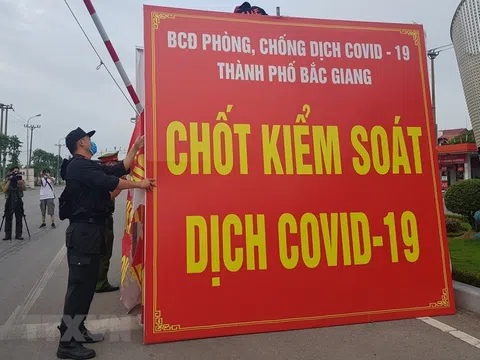 BCĐ PHÒNG, CHỐNG DỊCH COVID - 19
THÀNH PHỐ BẮC GIANG
CHỐT KIỂM SOÁT
DỊCH COVID-19